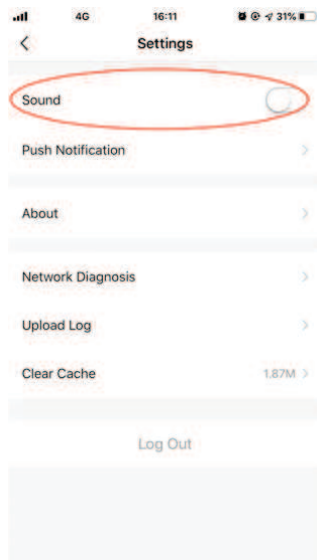 4G 16:11 31%
Settings
Sound
Push Notification
About
Network Diagnosis
Upload Log
Clear Cache 1.87M
Log Out